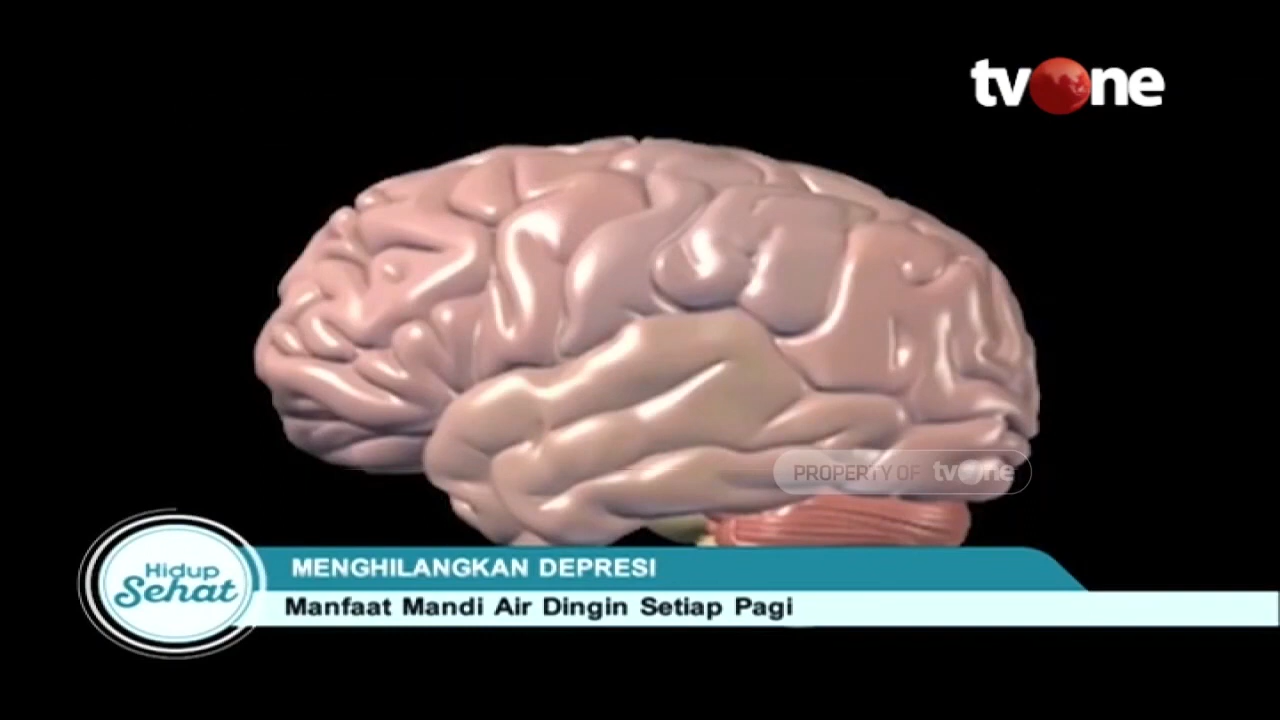 tvOne
PROPERTY OF tvOne
Hidup
Sehat
MENGHILANGKAN DEPRESI
Manfaat Mandi Air Dingin Setiap Pagi